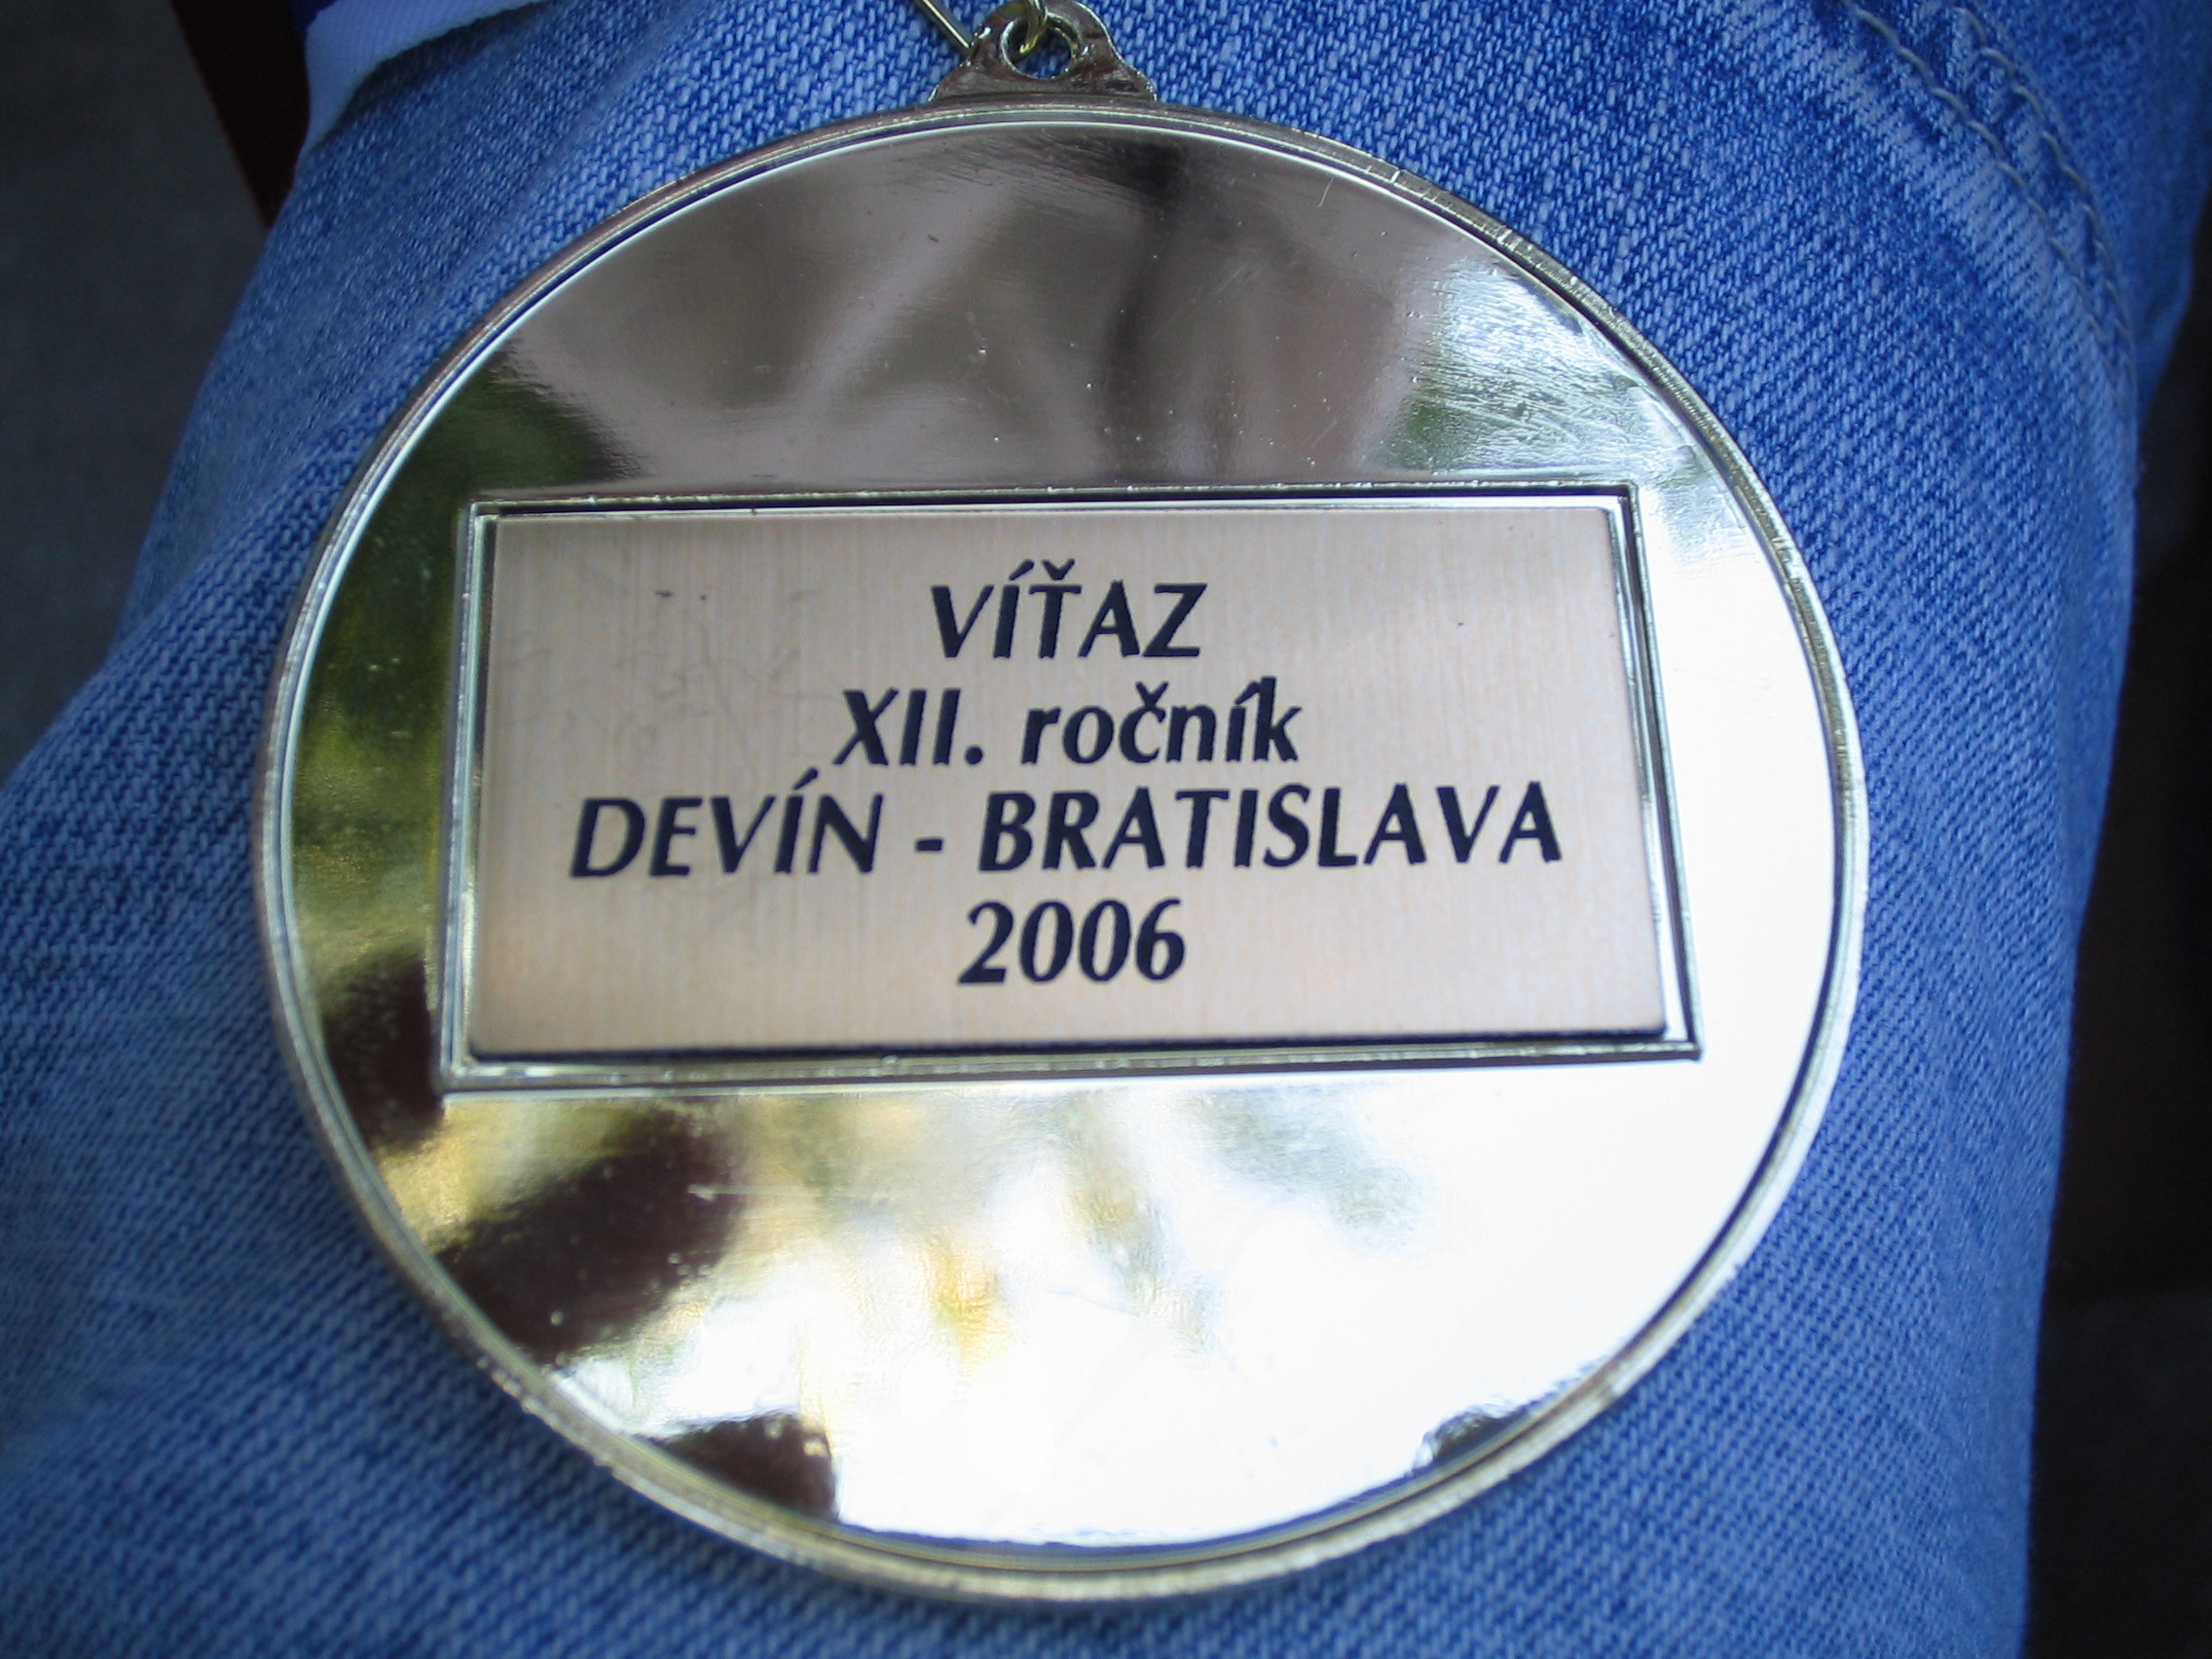 VÍŤAZ
XII. ročník
DEVÍN - BRATISLAVA
2006